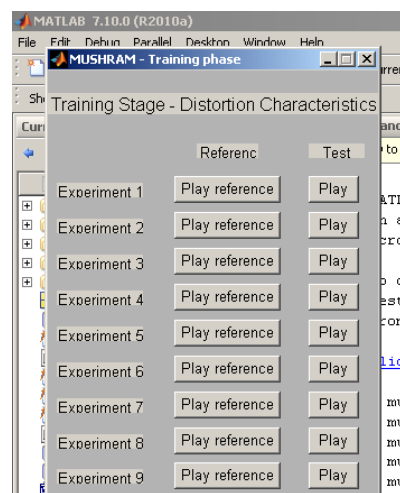 MATLAB 7.10.0 (R2010a)
File Edit Debug Parallel Desktop Window Help
MUSHRAM - Training phase
Training Stage - Distortion Characteristics
Referenc Test
Experiment 1 Play reference Play
Experiment 2 Play reference Play
Experiment 3 Play reference Play
Experiment 4 Play reference Play
Experiment 5 Play reference Play
Experiment 6 Play reference Play
Experiment 7 Play reference Play
Experiment 8 Play reference Play
Experiment 9 Play reference Play